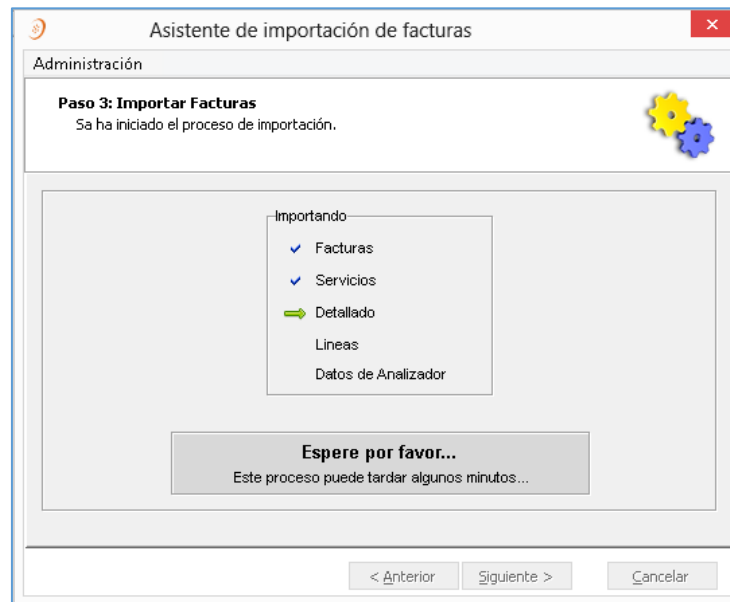 Asistente de importación de facturas
Administración
Paso 3: Importar Facturas
Sa ha iniciado el proceso de importación.
Importando
Facturas
Servicios
Detallado
Lineas
Datos de Analizador
Espere por favor...
Este proceso puede tardar algunos minutos...
< Anterior
Siguiente >
Cancelar